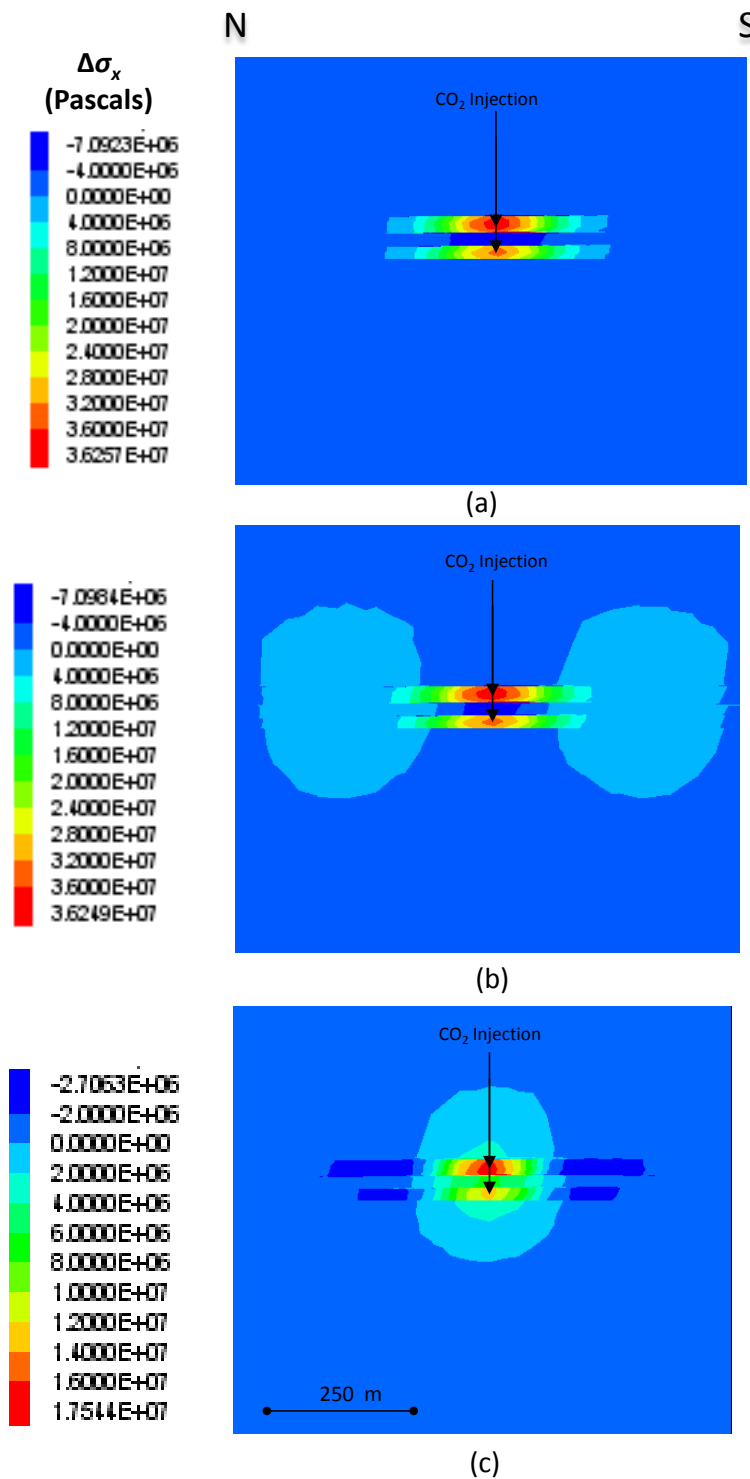 N
S
Δσx
(Pascals)
CO2 Injection
-7.0923E+06
-4.0000E+06
0.0000E+00
4.0000E+06
8.0000E+06
1.2000E+07
1.6000E+07
2.0000E+07
2.4000E+07
2.8000E+07
3.2000E+07
3.6000E+07
3.6257E+07
(a)
CO2 Injection
-7.0984E+06
-4.0000E+06
0.0000E+00
4.0000E+06
8.0000E+06
1.2000E+07
1.6000E+07
2.0000E+07
2.4000E+07
2.8000E+07
3.2000E+07
3.6000E+07
3.6249E+07
(b)
CO2 Injection
-2.7063E+06
-2.0000E+06
0.0000E+00
2.0000E+06
4.0000E+06
6.0000E+06
8.0000E+06
1.0000E+07
1.2000E+07
1.4000E+07
1.6000E+07
1.7544E+07
250 m
(c)